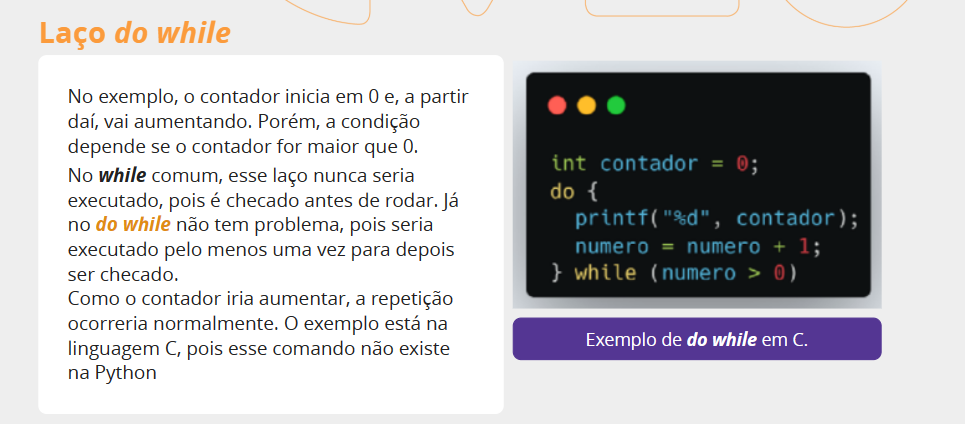 Laço do while
No exemplo, o contador inicia em 0 e, a partir
daí, vai aumentando. Porém, a condição
depende se o contador for maior que 0.
No while comum, esse laço nunca seria
executado, pois é checado antes de rodar. Já
no do while não tem problema, pois seria
executado pelo menos uma vez para depois
ser checado.
Como o contador iria aumentar, a repetição
ocorreria normalmente. O exemplo está na
linguagem C, pois esse comando não existe
na Python
int contador = 0;
do {
  printf("%d", contador);
  numero = numero + 1;
} while (numero > 0)
Exemplo de do while em C.